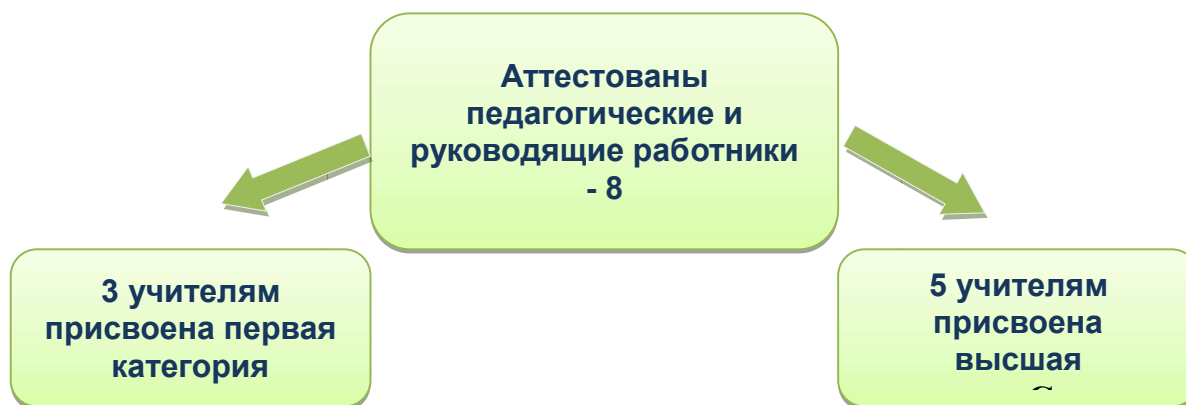 Аттестованы
педагогические и
руководящие работники
- 8
3 учителям
присвоена первая
категория
5 учителям
присвоена
высшая